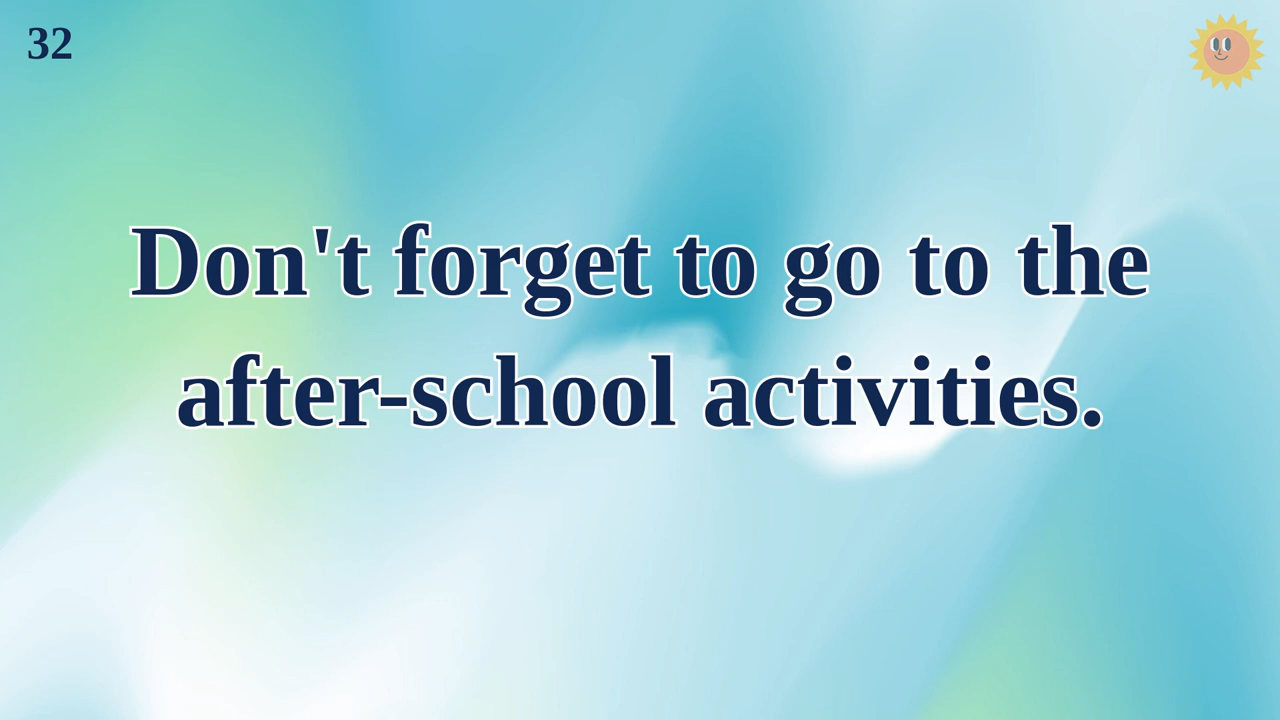 32
Don't forget to go to the
after-school activities.